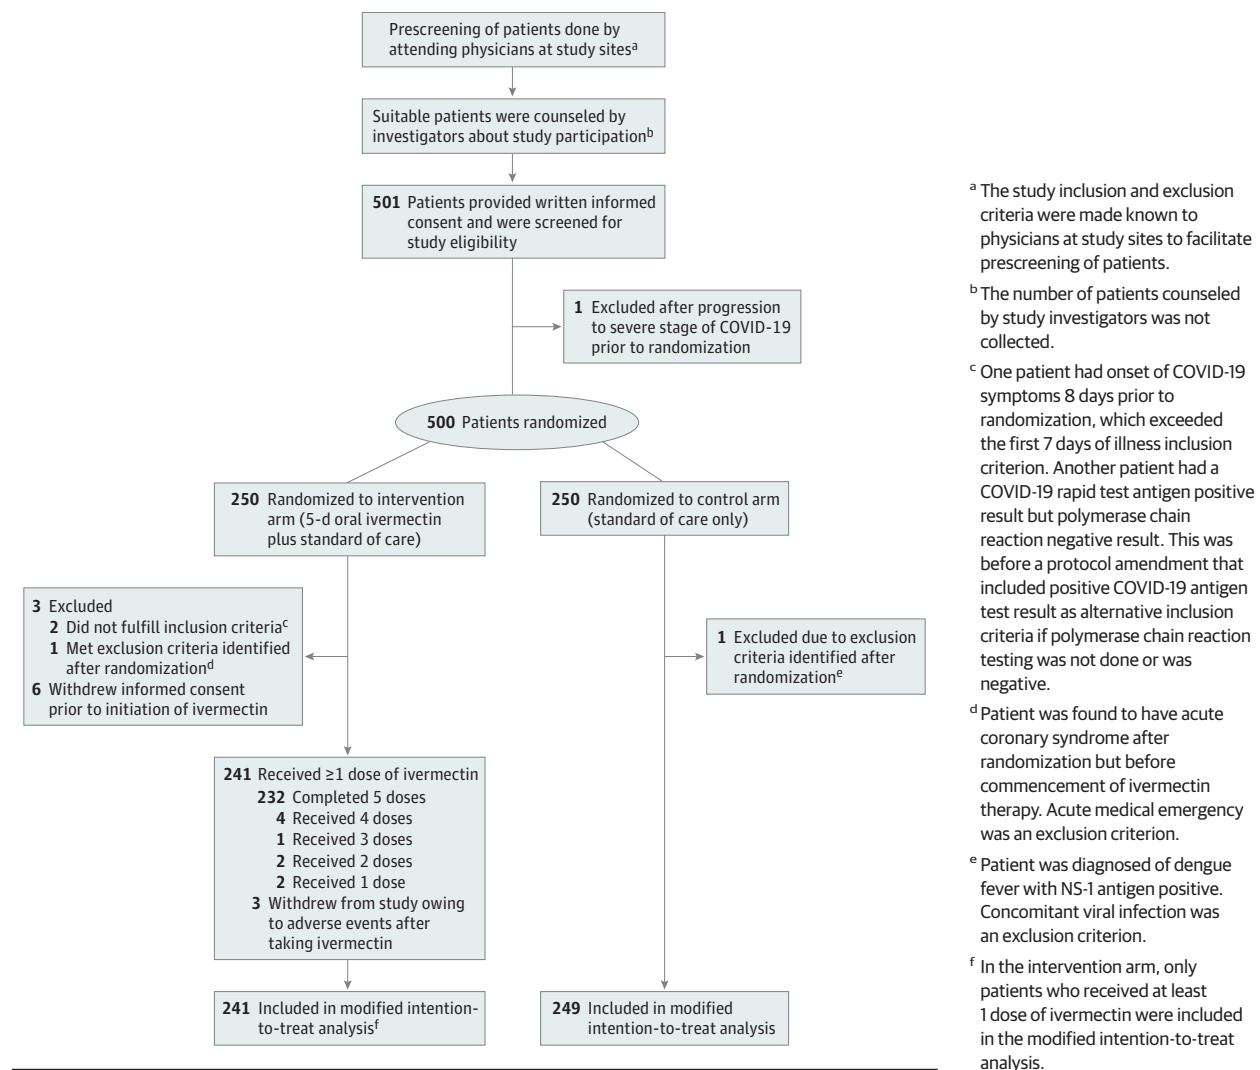 Prescreening of patients done by
attending physicians at study sitesa
Suitable patients were counseled by
investigators about study participationb
501 Patients provided written informed
consent and were screened for
study eligibility
1 Excluded after progression
to severe stage of COVID-19
prior to randomization
500 Patients randomized
250 Randomized to intervention
arm (5-d oral ivermectin
plus standard of care)
250 Randomized to control arm
(standard of care only)
3 Excluded
2 Did not fulfill inclusion criteriac
1 Met exclusion criteria identified
after randomizationd
6 Withdrew informed consent
prior to initiation of ivermectin
1 Excluded due to exclusion
criteria identified after
randomizatione
241 Received ≥1 dose of ivermectin
232 Completed 5 doses
4 Received 4 doses
1 Received 3 doses
2 Received 2 doses
2 Received 1 dose
3 Withdrew from study owing
to adverse events after
taking ivermectin
241 Included in modified intention-
to-treat analysisf
249 Included in modified
intention-to-treat analysis
a The study inclusion and exclusion
criteria were made known to
physicians at study sites to facilitate
prescreening of patients.
b The number of patients counseled
by study investigators was not
collected.
c One patient had onset of COVID-19
symptoms 8 days prior to
randomization, which exceeded
the first 7 days of illness inclusion
criterion. Another patient had a
COVID-19 rapid test antigen positive
result but polymerase chain
reaction negative result. This was
before a protocol amendment that
included positive COVID-19 antigen
test result as alternative inclusion
criteria if polymerase chain reaction
testing was not done or was
negative.
d Patient was found to have acute
coronary syndrome after
randomization but before
commencement of ivermectin
therapy. Acute medical emergency
was an exclusion criterion.
e Patient was diagnosed of dengue
fever with NS-1 antigen positive.
Concomitant viral infection was
an exclusion criterion.
f In the intervention arm, only
patients who received at least
1 dose of ivermectin were included
in the modified intention-to-treat
analysis.